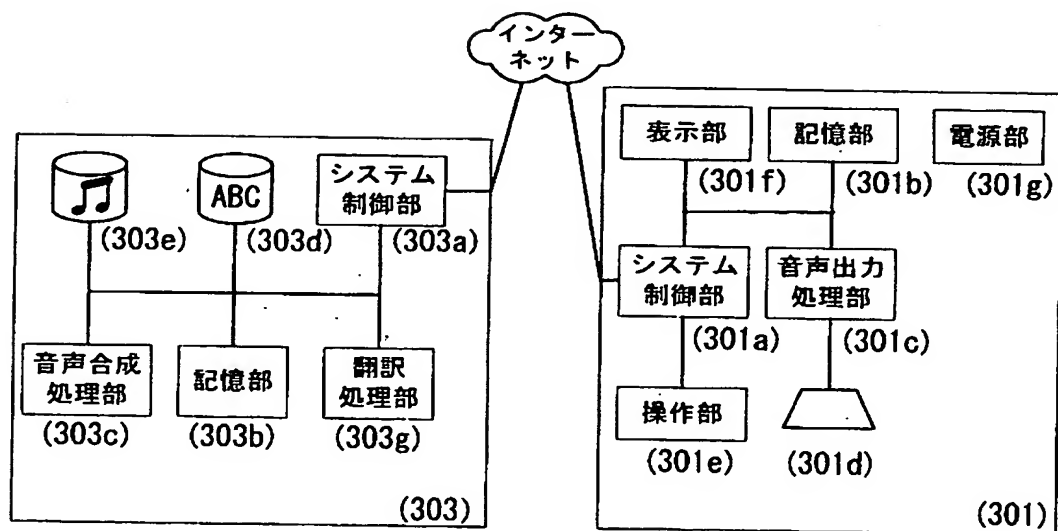 インター
ネット
ABC
(303e)
(303d)
システム
制御部
(303a)
音声合成
処理部
(303c)
記憶部
(303b)
翻訳
処理部
(303g)
(303)
表示部
(301f)
記憶部
(301b)
電源部
(301g)
システム
制御部
(301a)
音声出力
処理部
(301c)
操作部
(301e)
(301d)
(301)